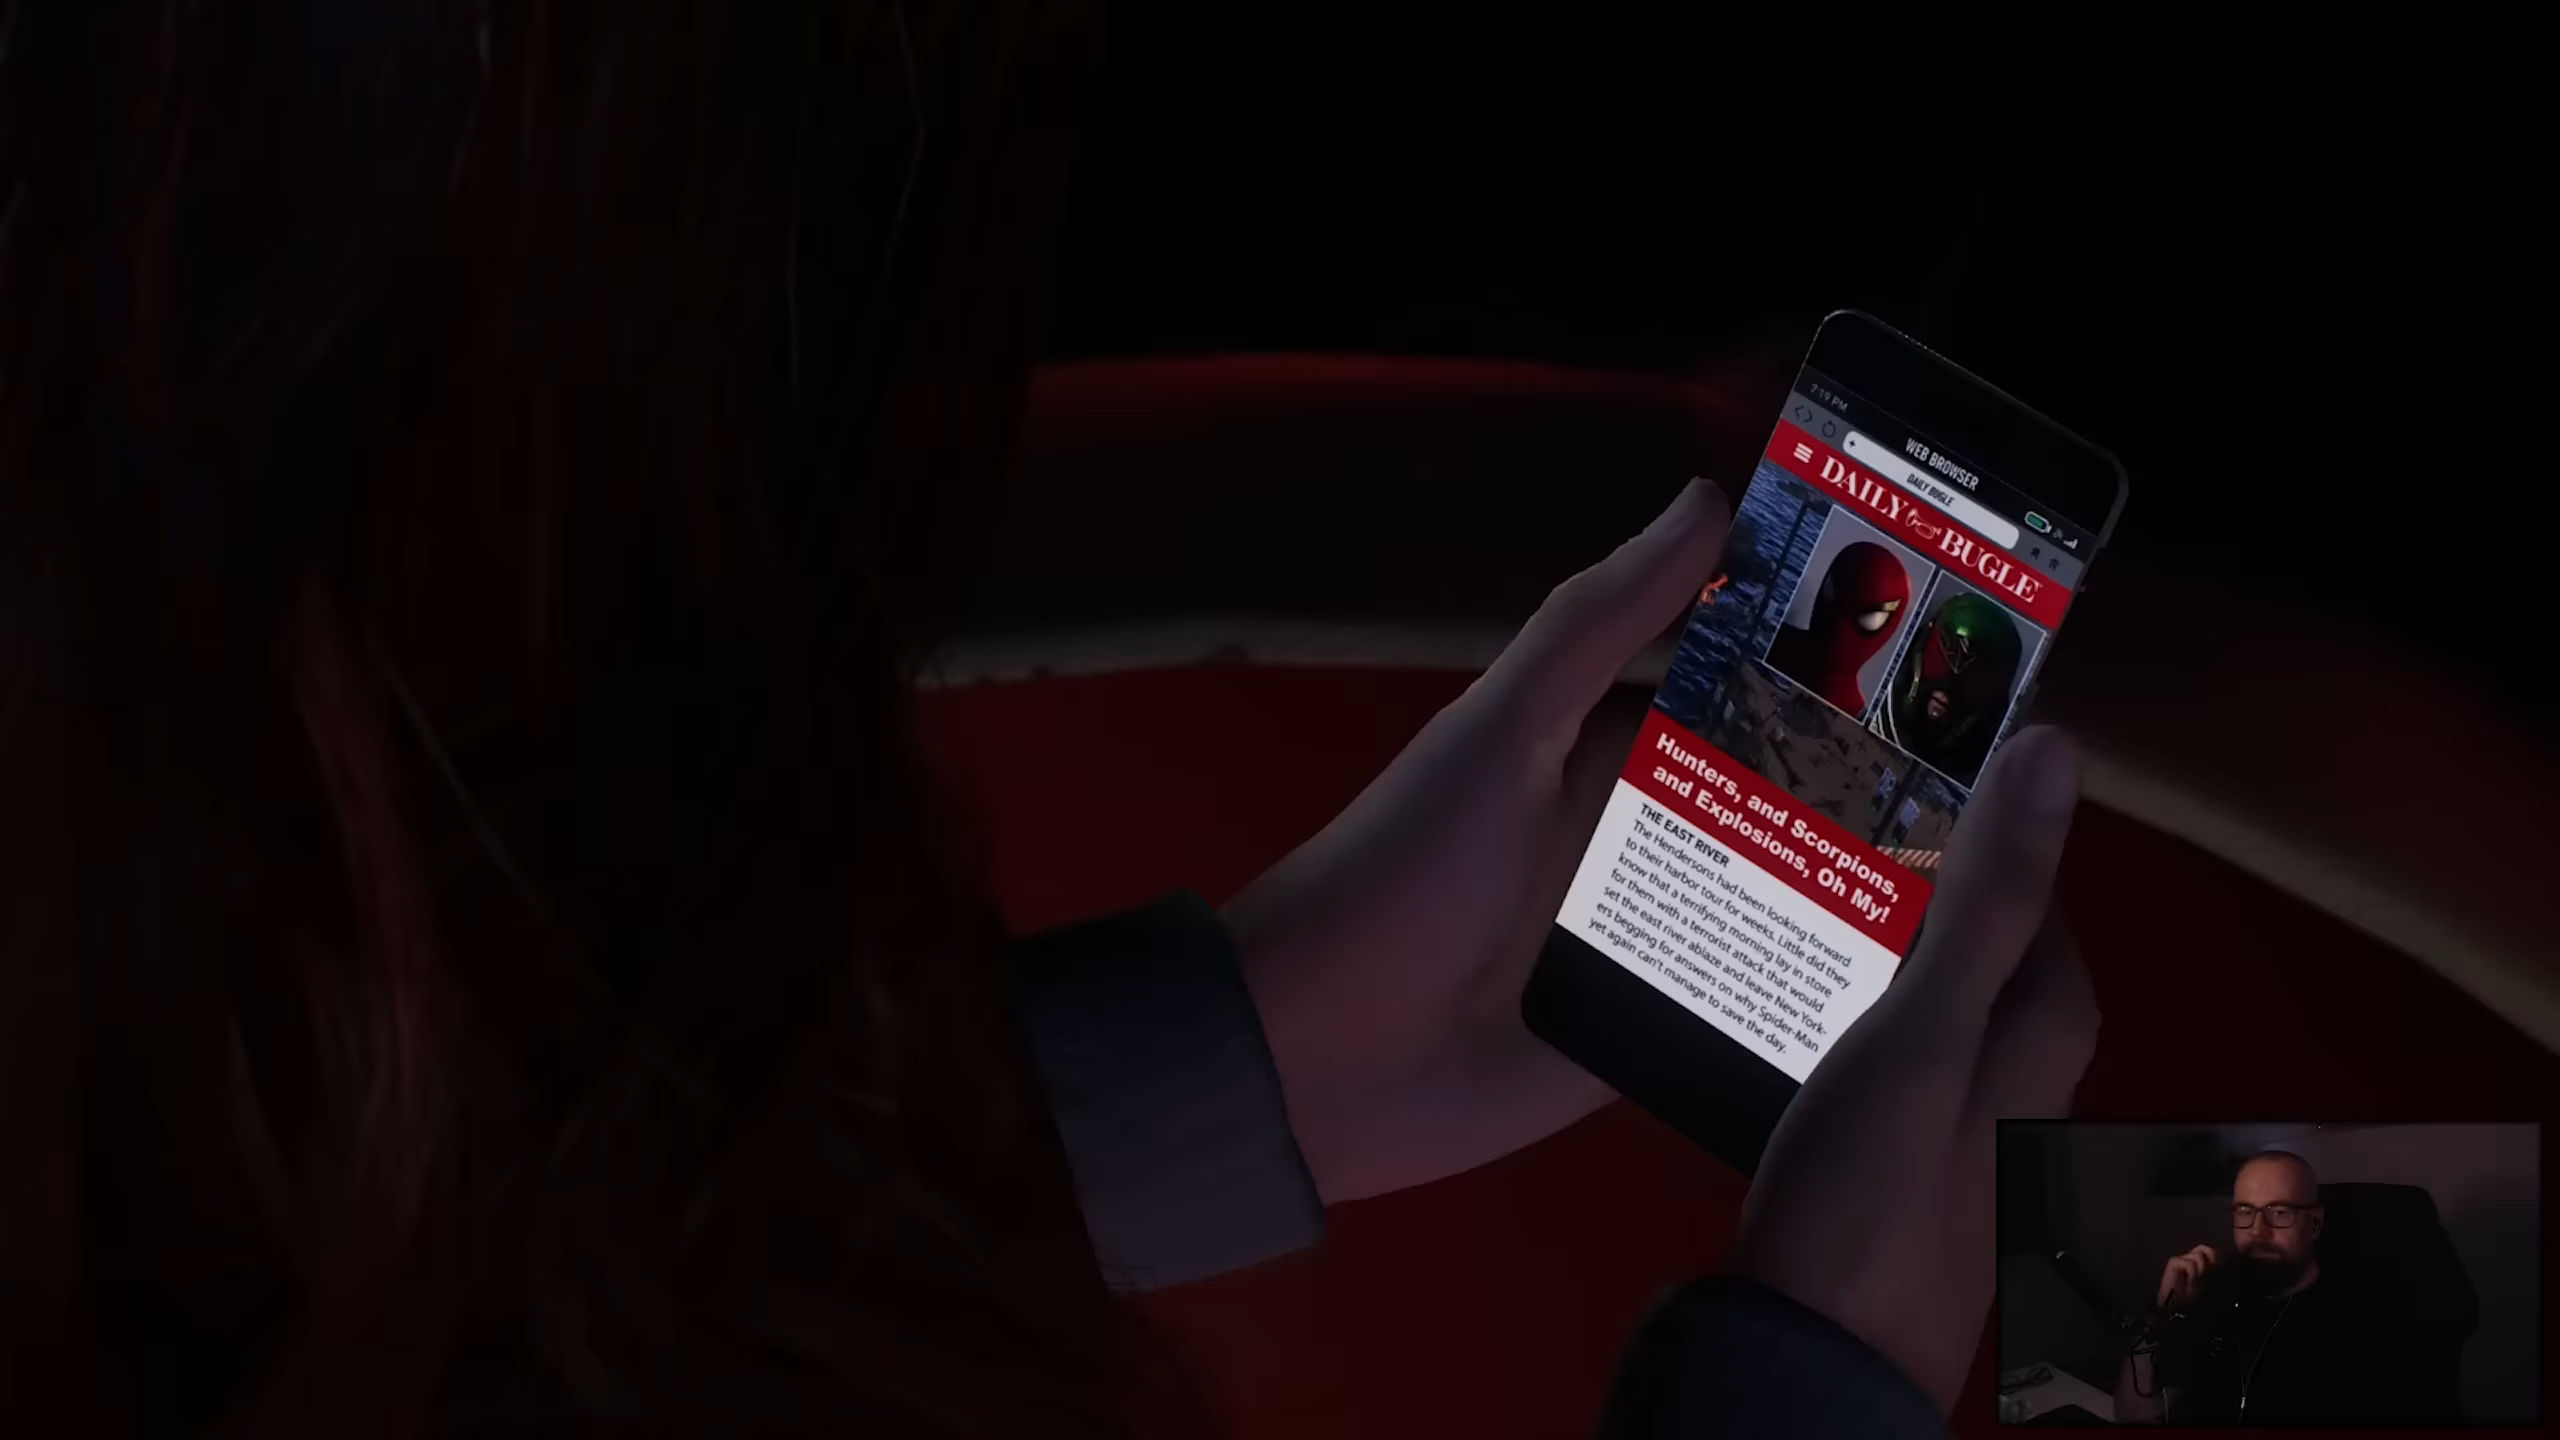 7:19 PM
WEB BROWSER
DAILY BUGLE
DAILY BUGLE
Hunters, and Scorpions,
and Explosions, Oh My!
THE EAST RIVER
The Hendersons had been looking forward
to their harbor tour for weeks. Little did they
know that a terrifying morning lay in store
for them with a terrorist attack that would
set the east river ablaze and leave New York-
ers begging for answers on why Spider-Man
yet again can't manage to save the day.